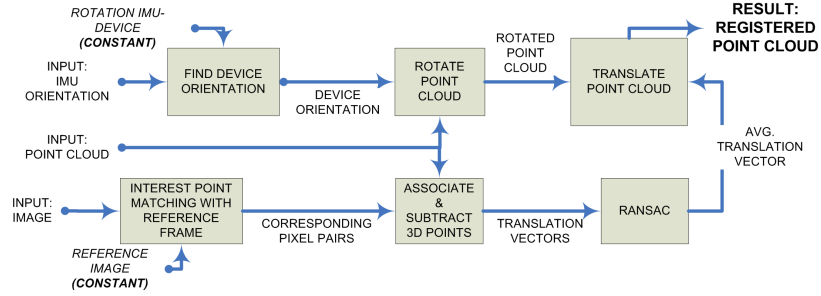 ROTATION IMU-
DEVICE
(CONSTANT)
RESULT:
REGISTERED
POINT CLOUD
INPUT:
IMU
ORIENTATION
FIND DEVICE
ORIENTATION
DEVICE
ORIENTATION
ROTATE
POINT
CLOUD
ROTATED
POINT
CLOUD
TRANSLATE
POINT CLOUD
INPUT:
POINT CLOUD
AVG.
TRANSLATION
VECTOR
INPUT:
IMAGE
INTEREST POINT
MATCHING WITH
REFERENCE
FRAME
CORRESPONDING
PIXEL PAIRS
ASSOCIATE
&
SUBTRACT
3D POINTS
TRANSLATION
VECTORS
RANSAC
REFERENCE
IMAGE
(CONSTANT)